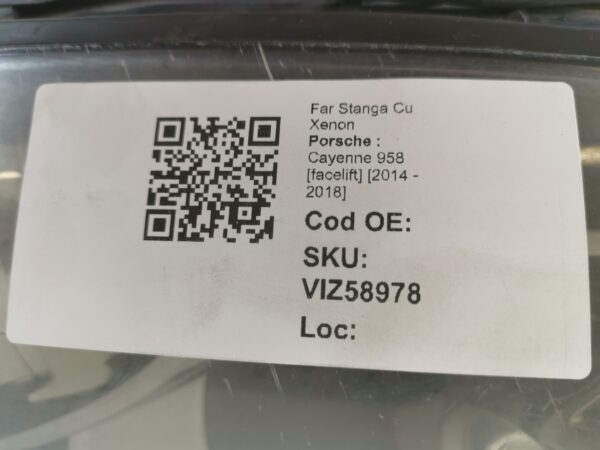 Far Stanga Cu
Xenon
Porsche :
Cayenne 958
[facelift] [2014 -
2018]
Cod OE:
SKU:
VIZ58978
Loc: